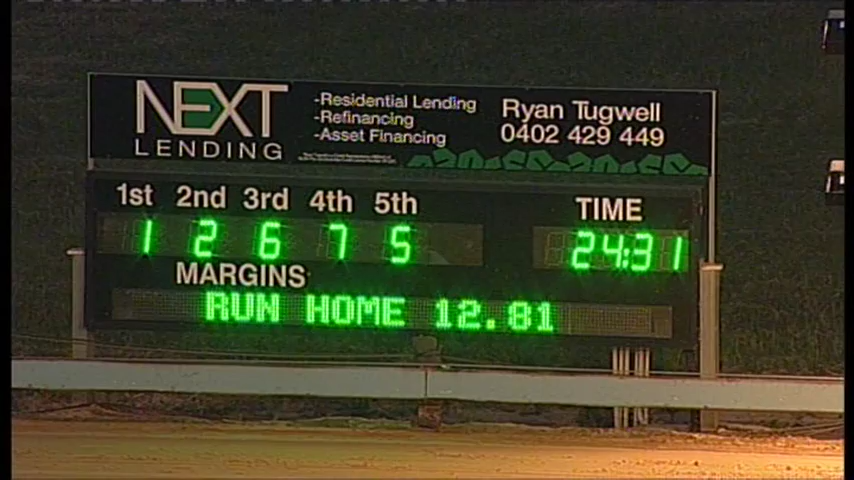 NEXT
LENDING
-Residential Lending
-Refinancing
-Asset Financing
Ryan Tugwell
0402 429 449
1st 2nd 3rd 4th 5th TIME
1 2 6 7 5 24:31
MARGINS
RUN HOME 12.81